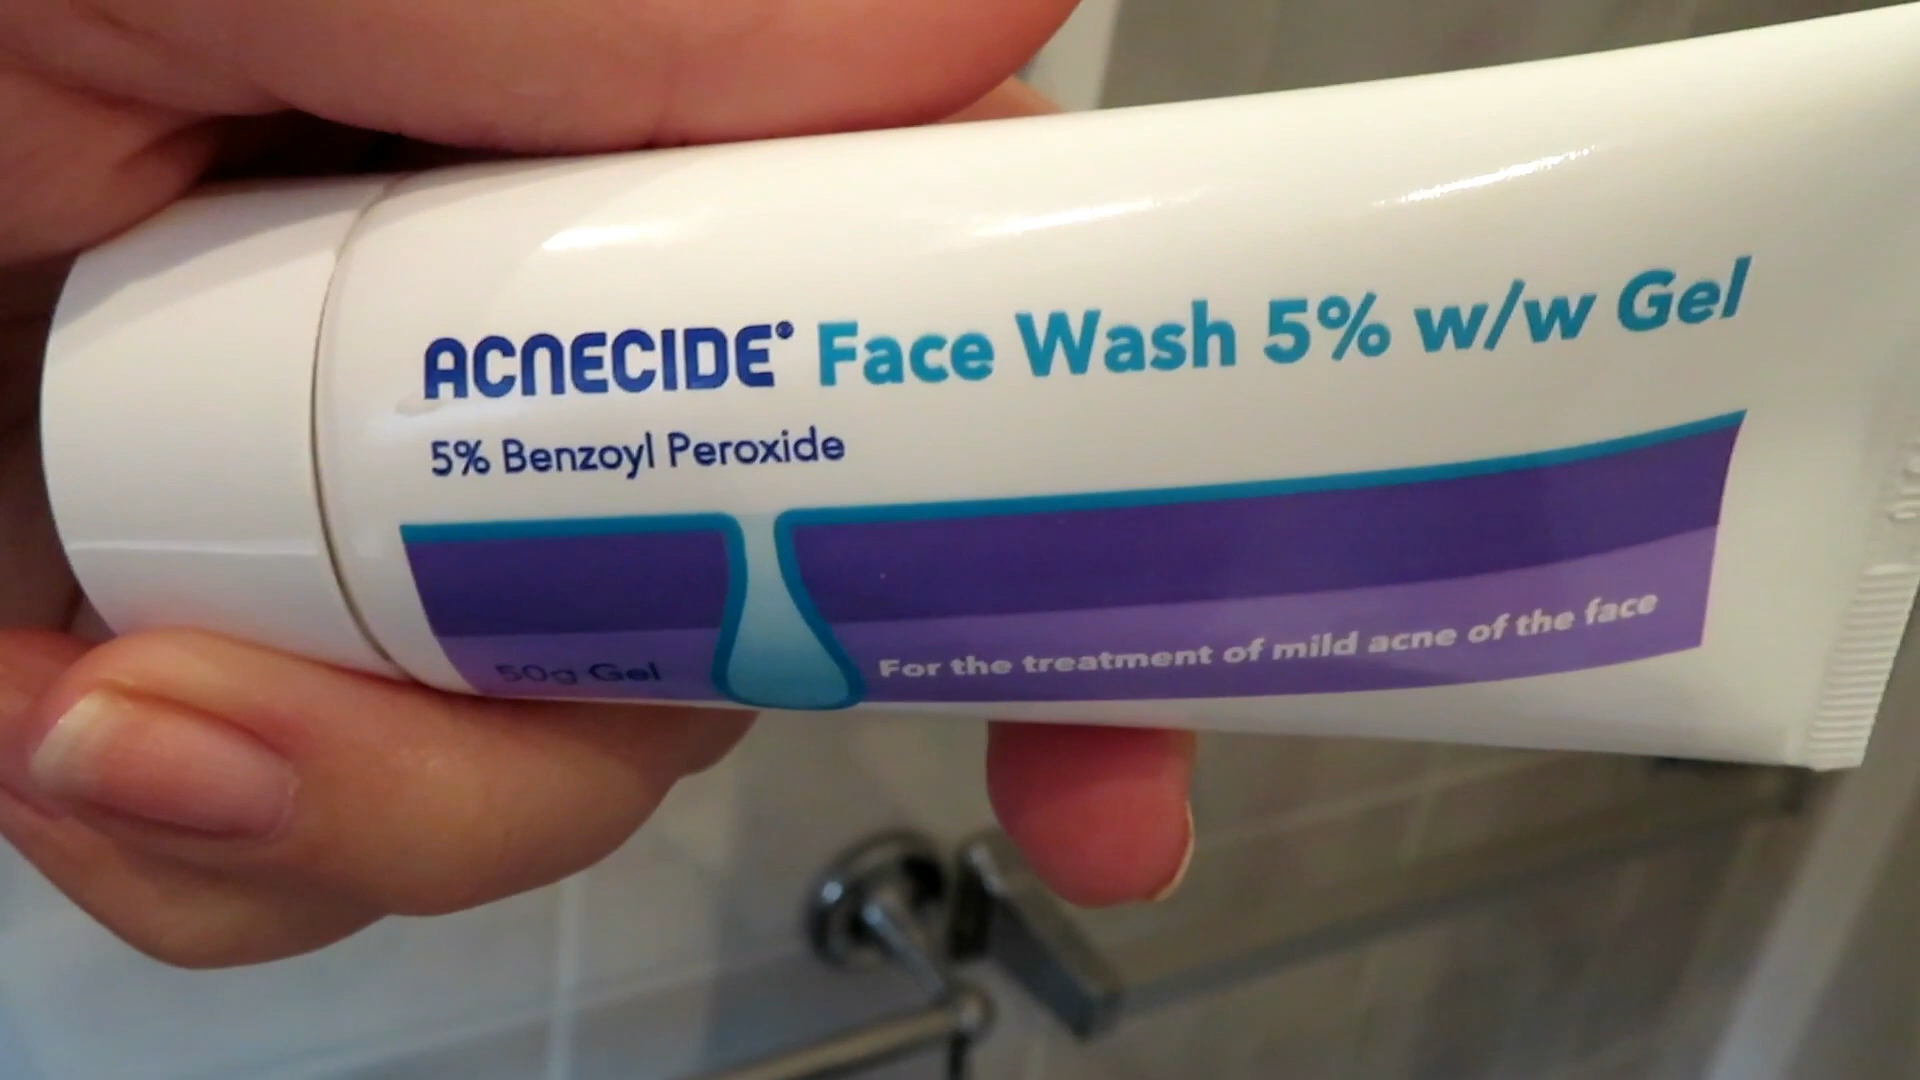 ACNECIDE® Face Wash 5% w/w Gel
5% Benzoyl Peroxide
50g Gel
For the treatment of mild acne of the face